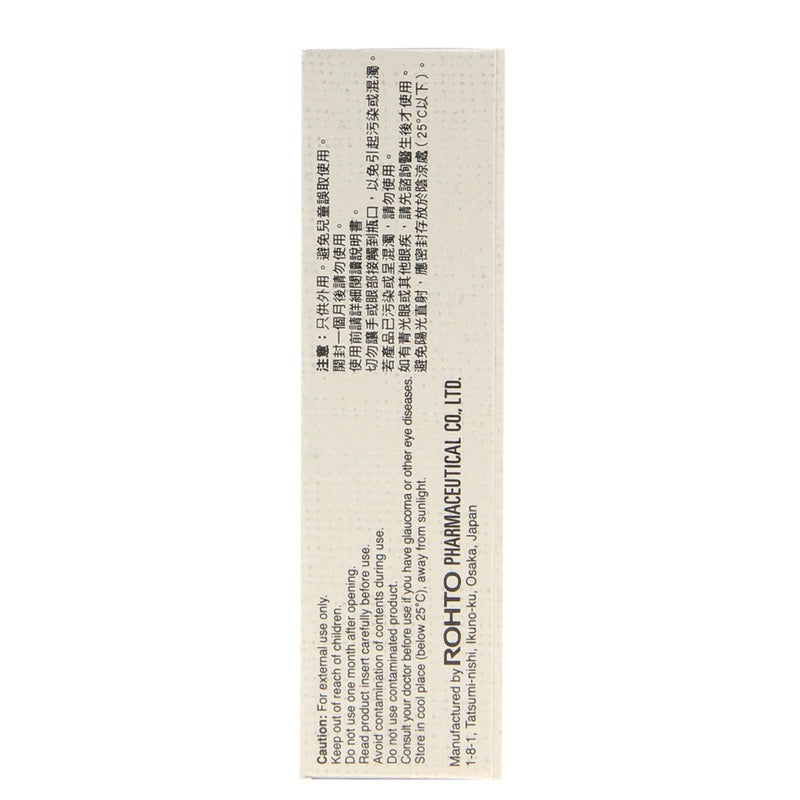 Caution: For external use only.
Keep out of reach of children.
Do not use one month after opening.
Read product insert carefully before use.
Avoid contamination of contents during use.
Do not use contaminated product.
Consult your doctor before use if you have glaucoma or other eye diseases.
Store in cool place (below 25°C), away from sunlight.
注意：只供外用。避免兒童誤取使用。
開封一個月後請勿使用。
使用前請詳細閱讀說明書。
切勿讓手或眼部接觸到瓶口，以免引起污染或混濁。
若產品已污染或呈混濁，請勿使用。
如有青光眼或其他眼疾，請先諮詢醫生後才使用。
避免陽光直射，應密封存放於陰涼處（25°C以下）。
Manufactured by ROHTO PHARMACEUTICAL CO., LTD.
1-8-1, Tatsumi-nishi, Ikuno-ku, Osaka, Japan